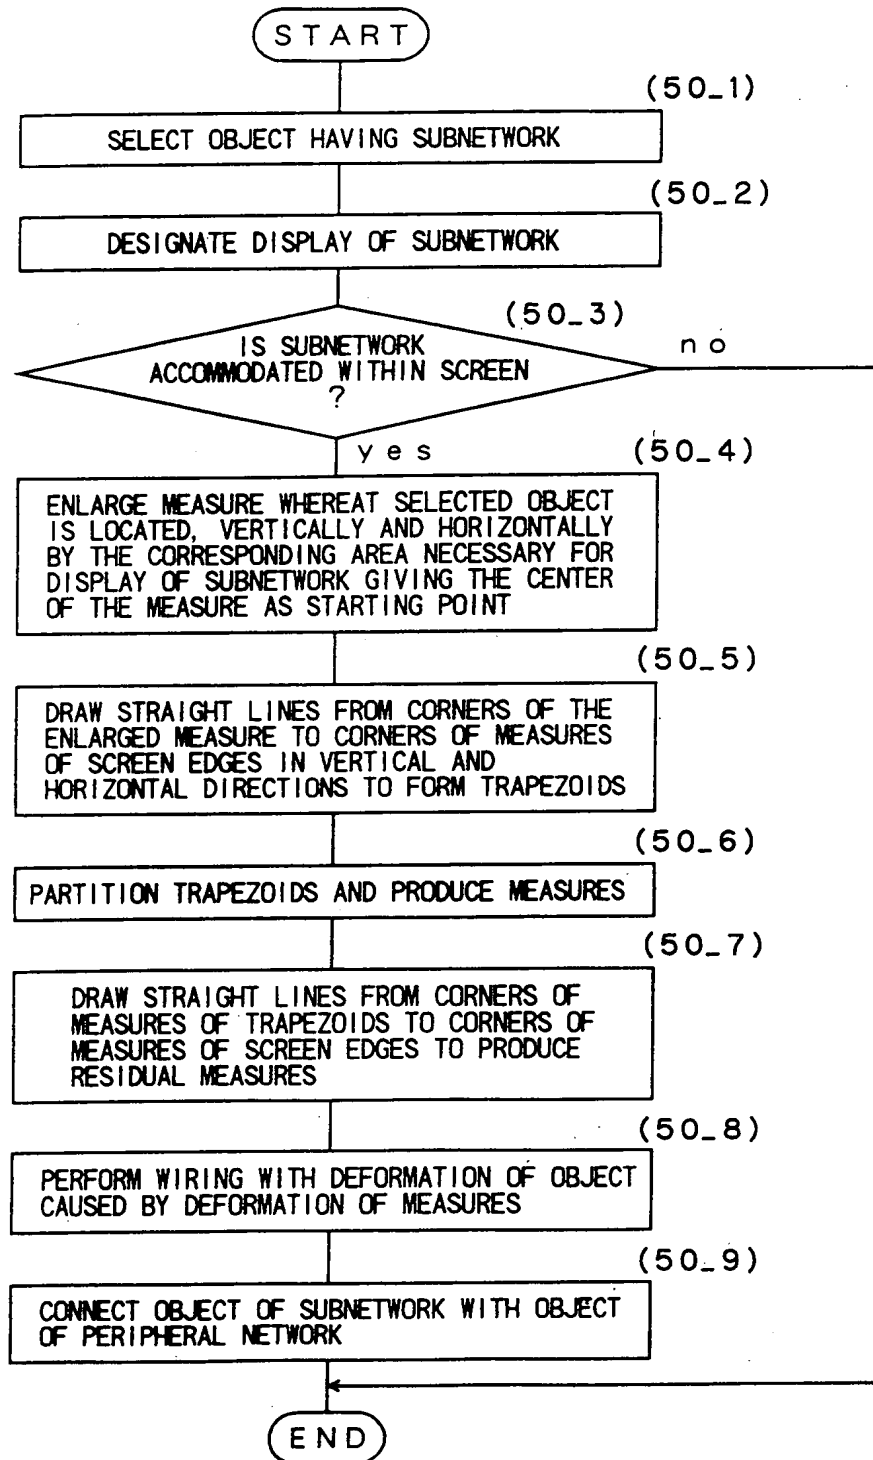 START
(50_1)
SELECT OBJECT HAVING SUBNETWORK
(50_2)
DESIGNATE DISPLAY OF SUBNETWORK
(50_3)
IS SUBNETWORK
ACCOMMODATED WITHIN SCREEN
?
no
yes
(50_4)
ENLARGE MEASURE WHEREAT SELECTED OBJECT
IS LOCATED, VERTICALLY AND HORIZONTALLY
BY THE CORRESPONDING AREA NECESSARY FOR
DISPLAY OF SUBNETWORK GIVING THE CENTER
OF THE MEASURE AS STARTING POINT
(50_5)
DRAW STRAIGHT LINES FROM CORNERS OF THE
ENLARGED MEASURE TO CORNERS OF MEASURES
OF SCREEN EDGES IN VERTICAL AND
HORIZONTAL DIRECTIONS TO FORM TRAPEZOIDS
(50_6)
PARTITION TRAPEZOIDS AND PRODUCE MEASURES
(50_7)
DRAW STRAIGHT LINES FROM CORNERS OF
MEASURES OF TRAPEZOIDS TO CORNERS OF
MEASURES OF SCREEN EDGES TO PRODUCE
RESIDUAL MEASURES
(50_8)
PERFORM WIRING WITH DEFORMATION OF OBJECT
CAUSED BY DEFORMATION OF MEASURES
(50_9)
CONNECT OBJECT OF SUBNETWORK WITH OBJECT
OF PERIPHERAL NETWORK
END